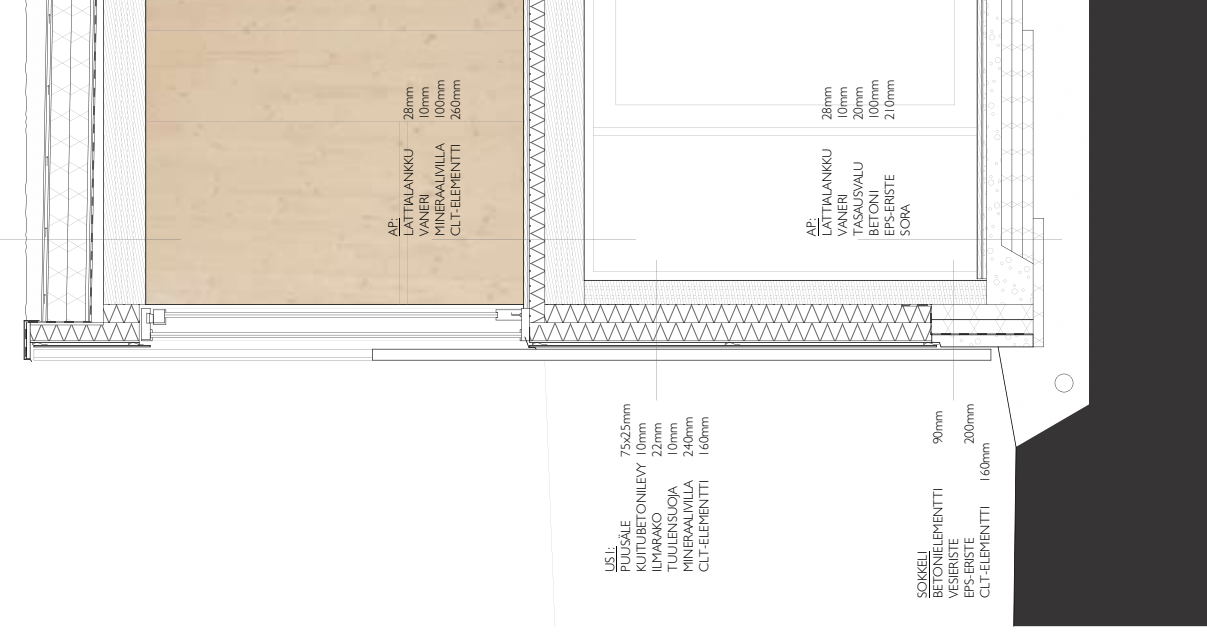 AP:
LATTIALANKKU 28mm
VANERI 10mm
MINERAALIVILLA 100mm
CLT-ELEMENTTI 260mm
AP:
LATTIALANKKU 28mm
VANERI 10mm
TASAUSVALU 20mm
BETONI 100mm
EPS-ERISTE 210mm
SORA
US1:
PUUSÄLE 75x25mm
KUITUBETONILEVY 10mm
ILMARAKO 22mm
TUULENSUOJA 10mm
MINERAALIVILLA 240mm
CLT-ELEMENTTI 160mm
SOKKELI
BETONIELEMENTTI 90mm
VESIERISTE
EPS-ERISTE 200mm
CLT-ELEMENTTI 160mm